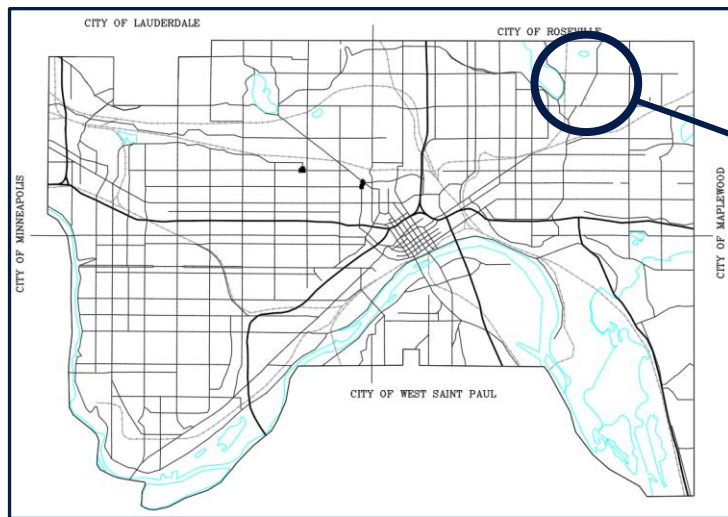 CITY OF LAUDERDALE
CITY OF ROSEVILLE
CITY OF MINNEAPOLIS
CITY OF MAPLEWOOD
CITY OF WEST SAINT PAUL